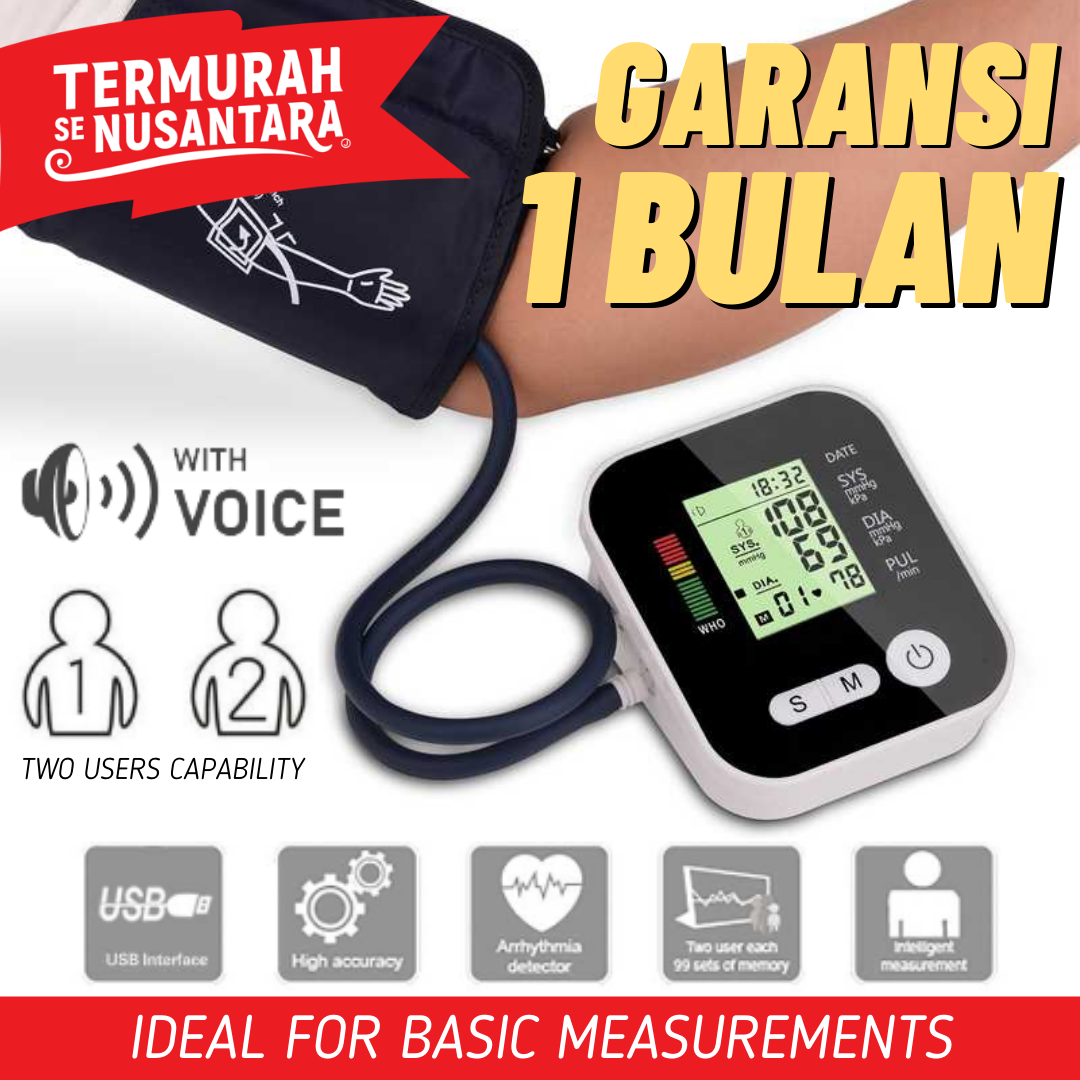 TERMURAH
SE NUSANTARA
GARANSI
1 BULAN
WITH
VOICE
1
2
TWO USERS CAPABILITY
DATE
SYS
mmHg
kPa
DIA
mmHg
kPa
PUL
/min
18:32
108
SYS.
mmHg
69
DIA.
78
M 01
WHO
S M
USB
USB Interface
High accuracy
Arrhythmia
detector
Two user each
99 sets of memory
Intelligent
measurement
IDEAL FOR BASIC MEASUREMENTS